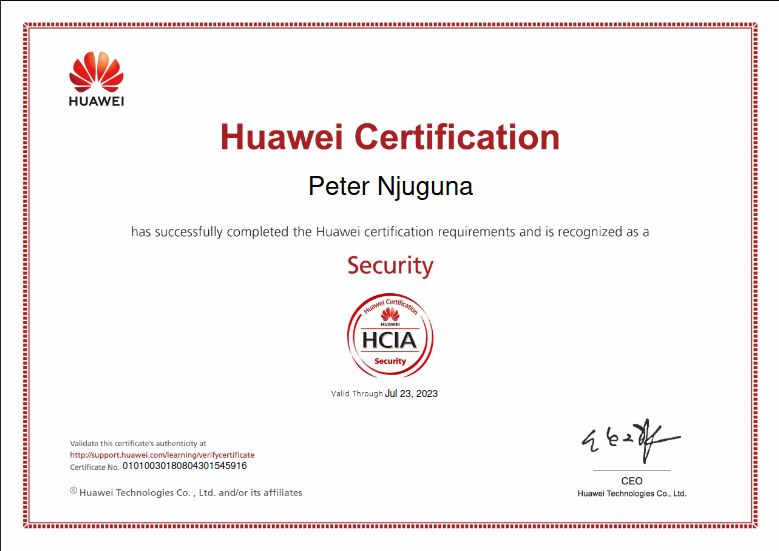 HUAWEI
Huawei Certification
Peter Njuguna
has successfully completed the Huawei certification requirements and is recognized as a
Security
Huawei Certification
HUAWEI
HCIA
Security
Valid Through Jul 23, 2023
Validate this certificate's authenticity at
http://support.huawei.com/learning/verifycertificate
Certificate No. 01010030180804301545916
© Huawei Technologies Co. , Ltd. and/or its affiliates
CEO
Huawei Technologies Co., Ltd.